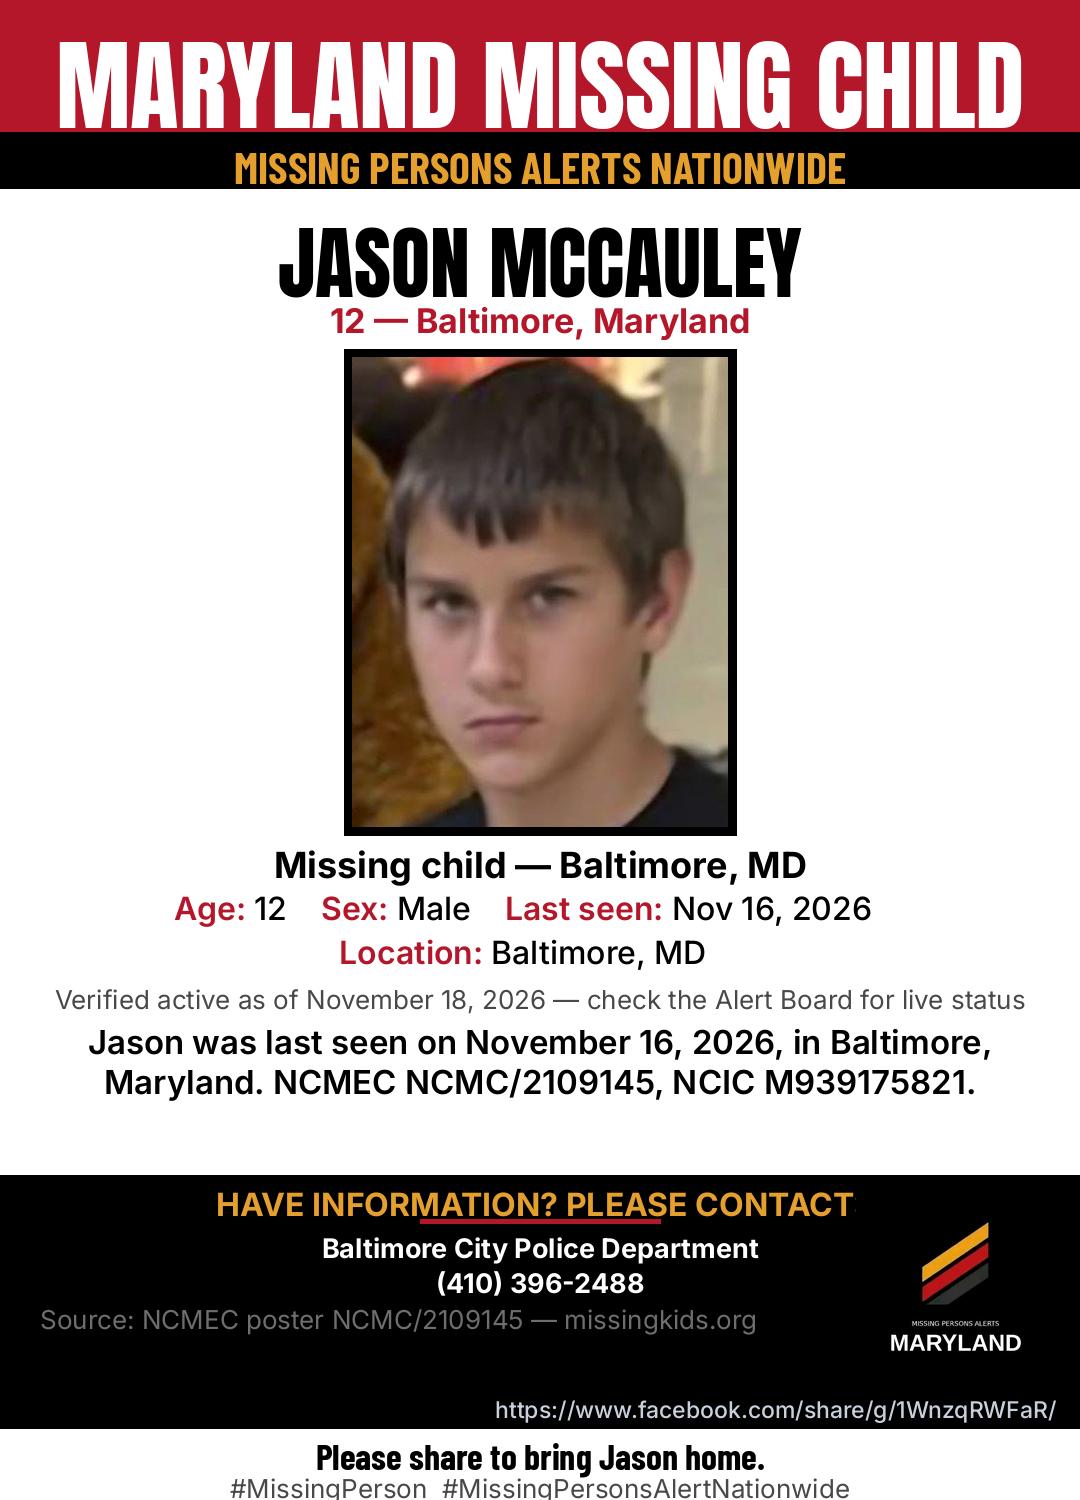 MARYLAND MISSING CHILD
MISSING PERSONS ALERTS NATIONWIDE
JASON MCCAULEY
12 — Baltimore, Maryland
Missing child — Baltimore, MD
Age: 12 Sex: Male Last seen: Nov 16, 2026
Location: Baltimore, MD
Verified active as of November 18, 2026 — check the Alert Board for live status
Jason was last seen on November 16, 2026, in Baltimore,
Maryland. NCMEC NCMC/2109145, NCIC M939175821.
HAVE INFORMATION? PLEASE CONTACT:
Baltimore City Police Department
(410) 396-2488
Source: NCMEC poster NCMC/2109145 — missingkids.org
MISSING PERSONS ALERTS
MARYLAND
https://www.facebook.com/share/g/1WnzqRWFaR/
Please share to bring Jason home.
#MissingPerson #MissingPersonsAlertNationwide